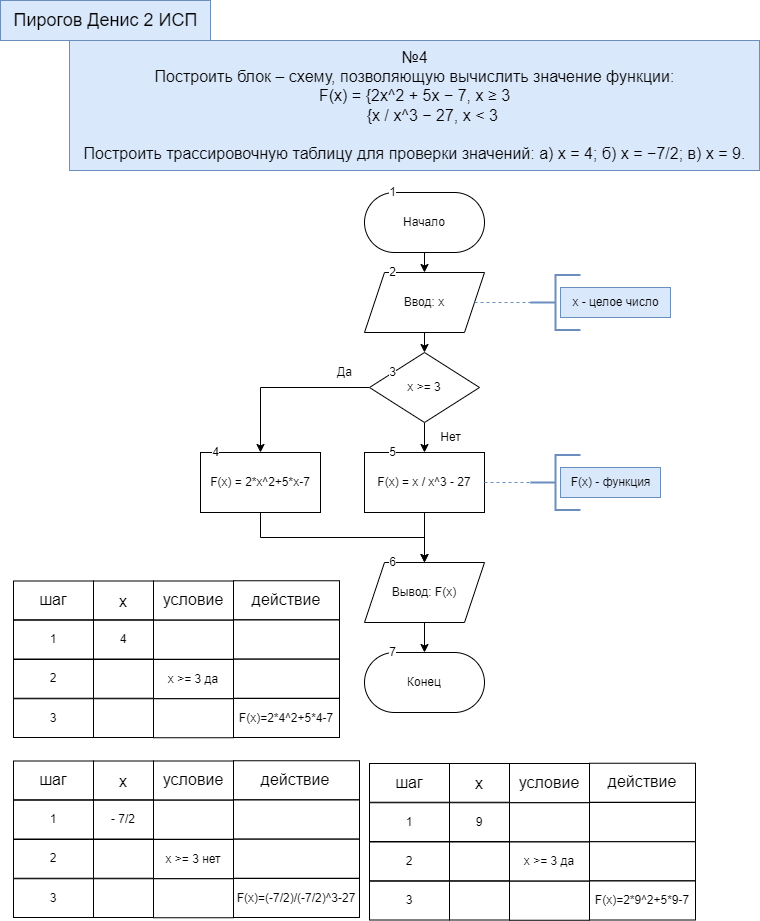 Пирогов Денис 2 ИСП
№4
Построить блок – схему, позволяющую вычислить значение функции:
F(x) = {2x^2 + 5x − 7, x ≥ 3
{x / x^3 − 27, x < 3
Построить трассировочную таблицу для проверки значений: а) x = 4; б) x = −7/2; в) x = 9.
1
Начало
2
Ввод: x
x - целое число
3
x >= 3
Да
Нет
4
F(x) = 2*x^2+5*x-7
5
F(x) = x / x^3 - 27
F(x) - функция
6
Вывод: F(x)
7
Конец
шаг x условие действие
1 4
2 x >= 3 да
3 F(x)=2*4^2+5*4-7
шаг x условие действие
1 - 7/2
2 x >= 3 нет
3 F(x)=(-7/2)/(-7/2)^3-27
шаг x условие действие
1 9
2 x >= 3 да
3 F(x)=2*9^2+5*9-7